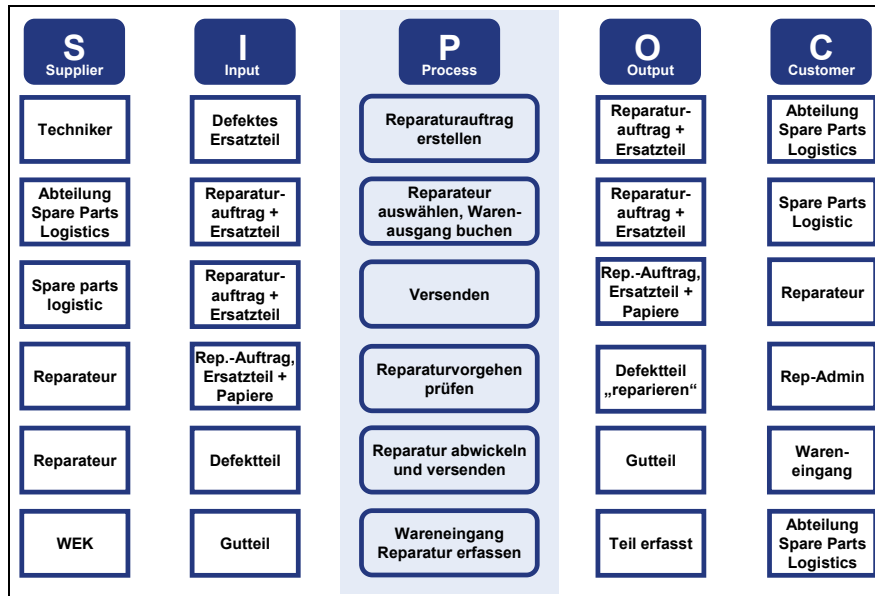 S
Supplier
I
Input
P
Process
O
Output
C
Customer
Techniker
Defektes
Ersatzteil
Reparaturauftrag
erstellen
Reparatur-
auftrag +
Ersatzteil
Abteilung
Spare Parts
Logistics
Abteilung
Spare Parts
Logistics
Reparatur-
auftrag +
Ersatzteil
Reparateur
auswählen, Waren-
ausgang buchen
Reparatur-
auftrag +
Ersatzteil
Spare Parts
Logistic
Spare parts
logistic
Reparatur-
auftrag +
Ersatzteil
Versenden
Rep.-Auftrag,
Ersatzteil +
Papiere
Reparateur
Reparateur
Rep.-Auftrag,
Ersatzteil +
Papiere
Reparaturvorgehen
prüfen
Defektteil
„reparieren“
Rep-Admin
Reparateur
Defektteil
Reparatur abwickeln
und versenden
Gutteil
Waren-
eingang
WEK
Gutteil
Wareneingang
Reparatur erfassen
Teil erfasst
Abteilung
Spare Parts
Logistics